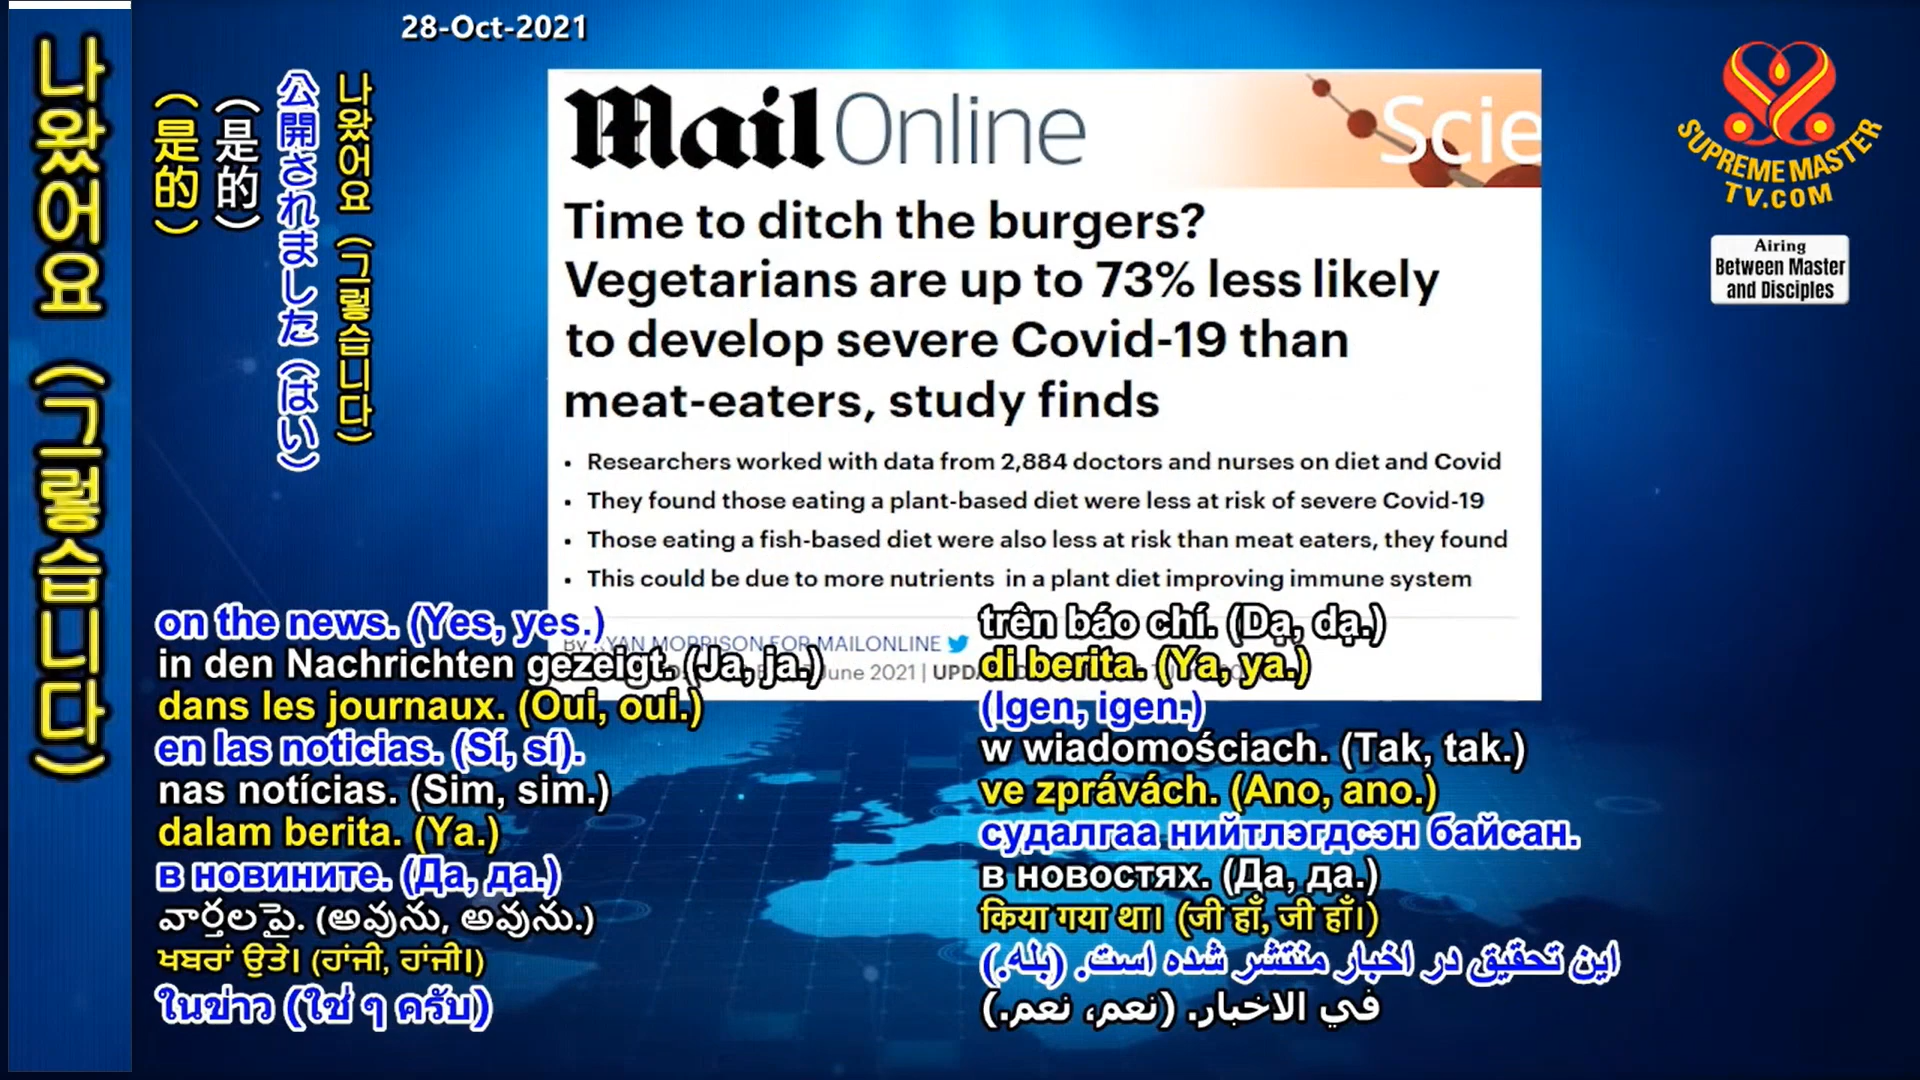 28-Oct-2021
나왔어요 (그렇습니다)
나왔어요 (그렇습니다)
公開されました (はい)
(是的)
(是的)
Mail Online
Scie
Time to ditch the burgers?
Vegetarians are up to 73% less likely
to develop severe Covid-19 than
meat-eaters, study finds
• Researchers worked with data from 2,884 doctors and nurses on diet and Covid
• They found those eating a plant-based diet were less at risk of severe Covid-19
• Those eating a fish-based diet were also less at risk than meat eaters, they found
• This could be due to more nutrients in a plant diet improving immune system
MORRISON FOR MAILONLINE
June 2021 |
SUPREME MASTER
TV.COM
Airing
Between Master
and Disciples
on the news. (Yes, yes.)
in den Nachrichten gezeigt. (Ja, ja.)
dans les journaux. (Oui, oui.)
en las noticias. (Sí, sí).
nas notícias. (Sim, sim.)
dalam berita. (Ya.)
в новините. (Да, да.)
వార్తలపై. (అవును, అవును.)
ਖਬਰਾਂ ਉਤੇ। (ਹਾਂਜੀ, ਹਾਂਜੀ।)
ในข่าว (ใช่ ๆ ครับ)
trên báo chí. (Dạ, dạ.)
di berita. (Ya, ya.)
(Igen, igen.)
w wiadomościach. (Tak, tak.)
ve zprávách. (Ano, ano.)
судалгаа нийтлэгдсэн байсан.
в новостях. (Да, да.)
किया गया था। (जी हाँ, जी हाँ।)
این تحقیق در اخبار منتشر شده است. (بله.)
في الاخبار. (نعم، نعم.)